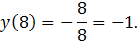 y(8) = −8/8 = −1.